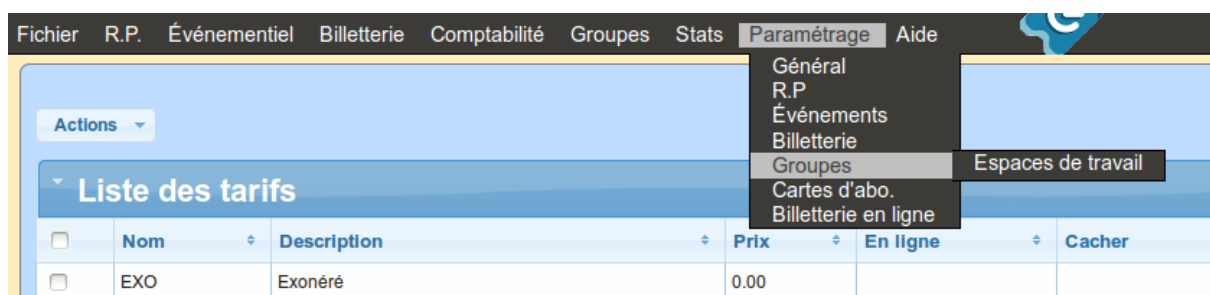 Fichier R.P. Événementiel Billetterie Comptabilité Groupes Stats Paramétrage Aide
Général
R.P
Événements
Billetterie
Groupes Espaces de travail
Cartes d'abo.
Billetterie en ligne
Actions
Liste des tarifs
Nom Description Prix En ligne Cacher
EXO Exonéré 0.00